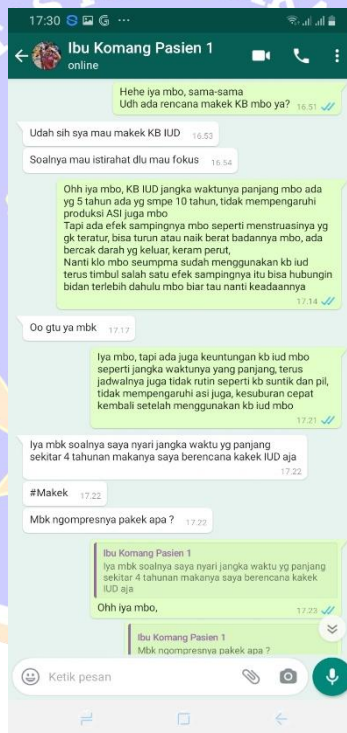 17:30
Ibu Komang Pasien 1
online
Hehe iya mbo, sama-sama
Udh ada rencana makek KB mbo ya? 16.51
Udah sih sya mau makek KB IUD 16.53
Soalnya mau istirahat dlu mau fokus 16.54
Ohh iya mbo, KB IUD jangka waktunya panjang mbo ada
yg 5 tahun ada yg smpe 10 tahun, tidak mempengaruhi
produksi ASI juga mbo
Tapi ada efek sampingnya mbo seperti menstruasinya yg
gk teratur, bisa turun atau naik berat badannya mbo, ada
bercak darah yg keluar, keram perut,
Nanti klo mbo seumpma sudah menggunakan kb iud
terus timbul salah satu efek sampingnya itu bisa hubungin
bidan terlebih dahulu mbo biar tau nanti keadaannya
17.14
Oo gtu ya mbk 17.17
Iya mbo, tapi ada juga keuntungan kb iud mbo
seperti jangka waktunya yang panjang, terus
jadwalnya juga tidak rutin seperti kb suntik dan pil,
tidak mempengaruhi asi juga, kesuburan cepat
kembali setelah menggunakan kb iud mbo
17.21
Iya mbk soalnya saya nyari jangka waktu yg panjang
sekitar 4 tahunan makanya saya berencana kakek IUD aja
17.22
#Makek 17.22
Mbk ngompresnya pakek apa ? 17.22
Ibu Komang Pasien 1
Iya mbk soalnya saya nyari jangka waktu yg panjang
sekitar 4 tahunan makanya saya berencana kakek
IUD aja
Ohh iya mbo, 17.23
Ibu Komang Pasien 1
Mbk ngompresnya pakek apa ?
Ketik pesan